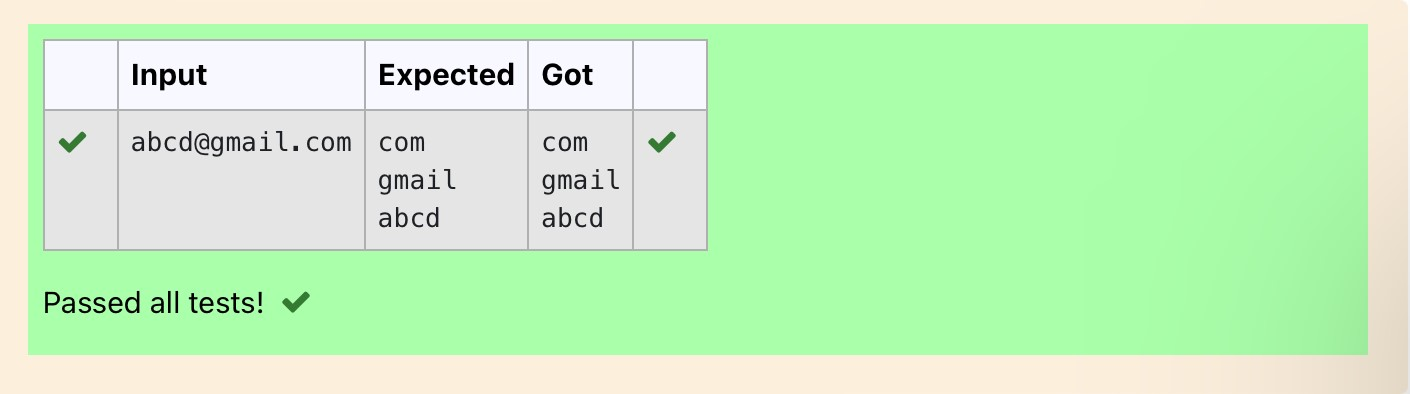 Input Expected Got
abcd@gmail.com com com
gmail gmail
abcd abcd
Passed all tests!